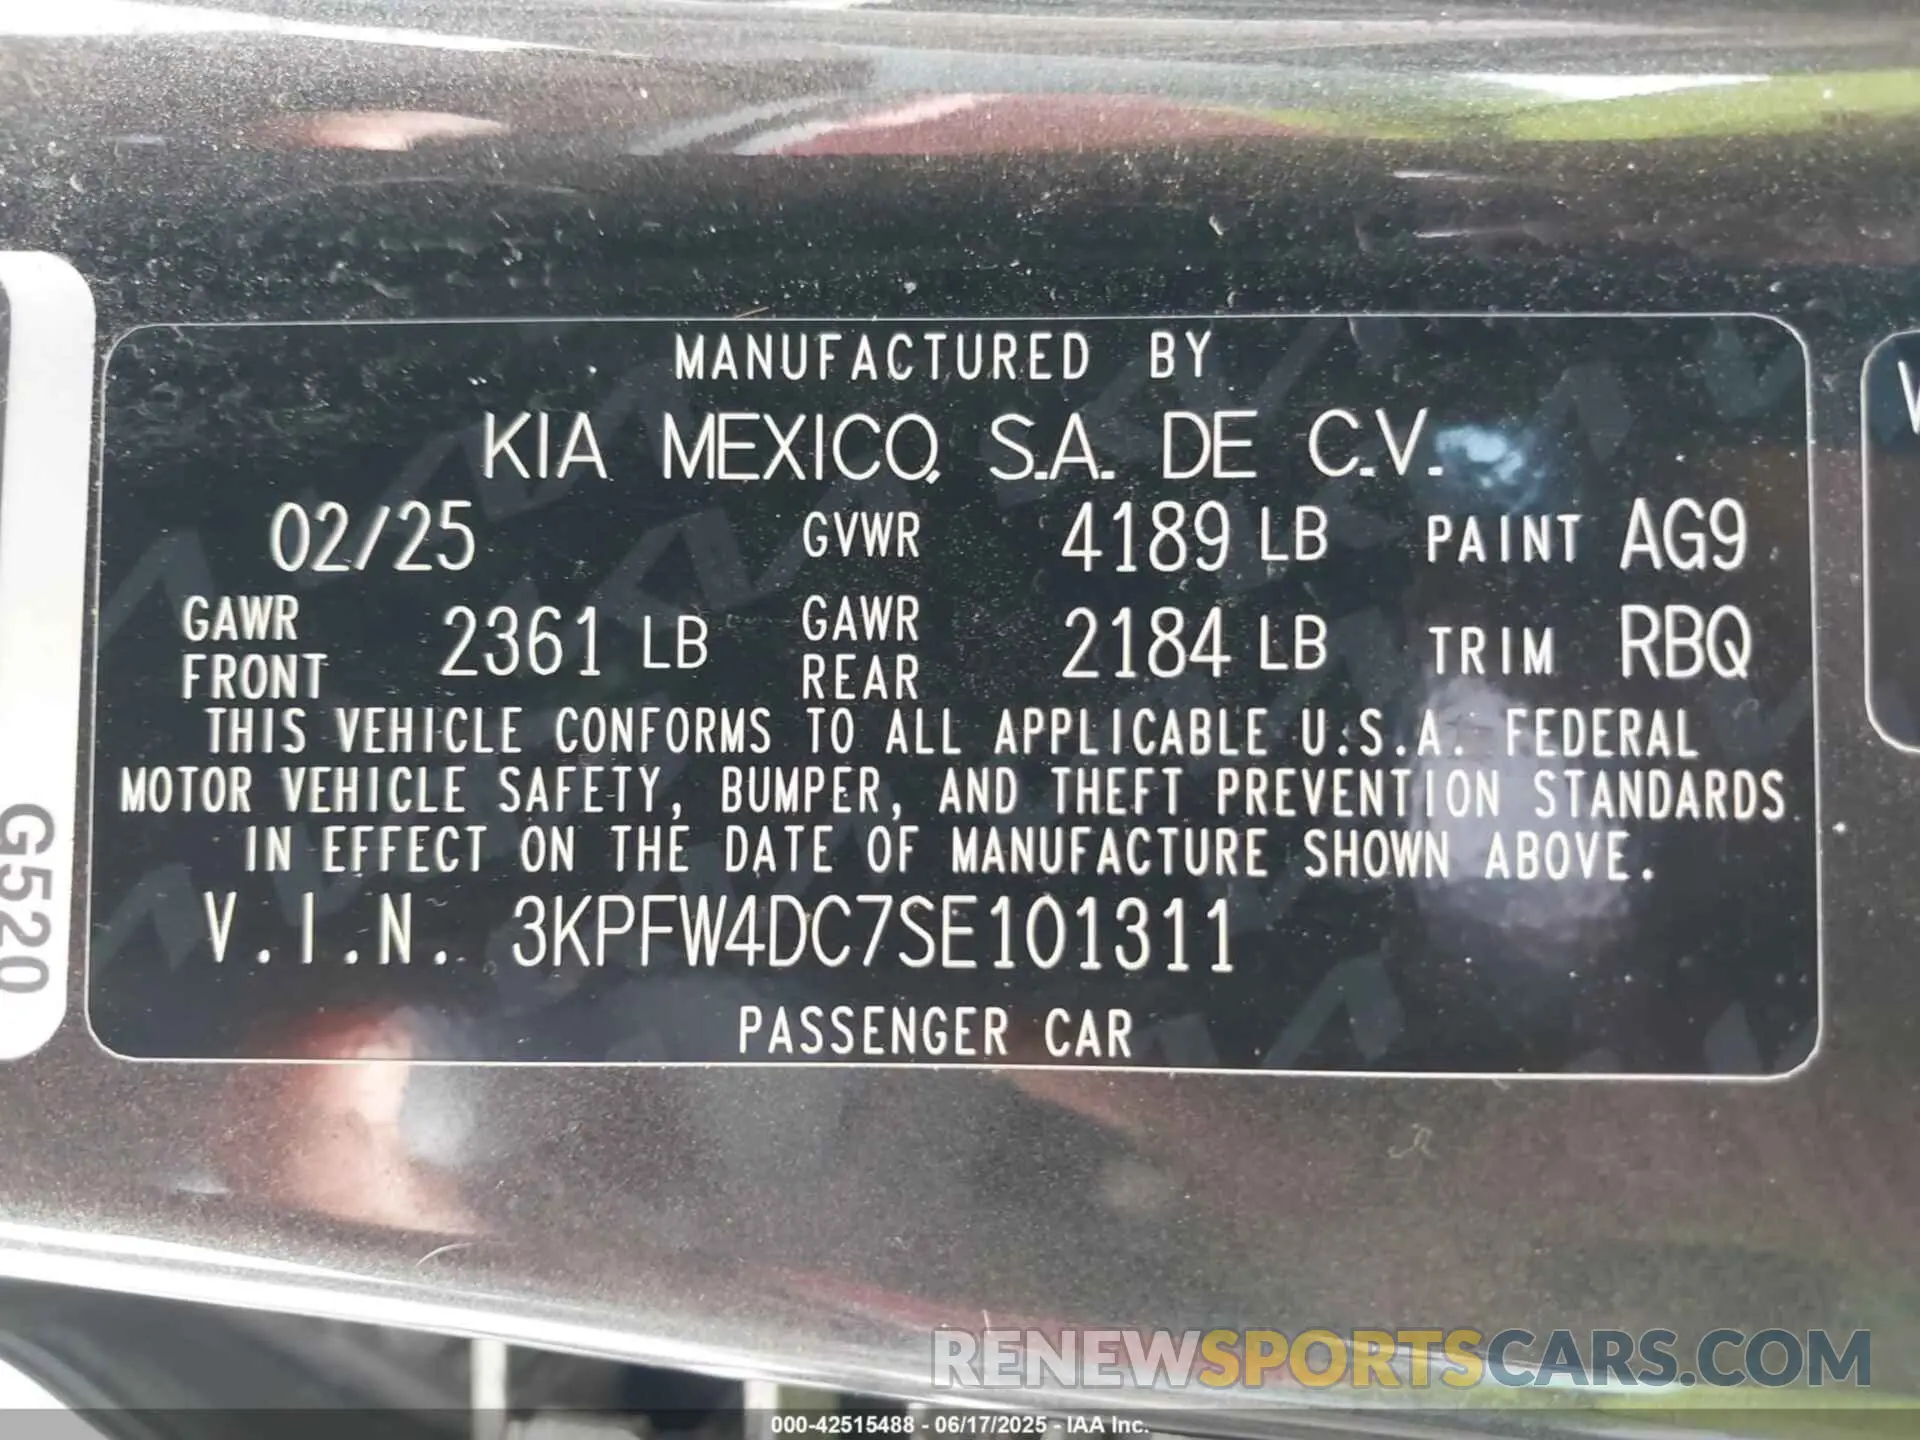 MANUFACTURED BY
KIA MEXICO, S.A. DE C.V.
02/25 GVWR 4189 LB PAINT AG9
GAWR FRONT 2361 LB GAWR REAR 2184 LB TRIM RBQ
THIS VEHICLE CONFORMS TO ALL APPLICABLE U.S.A. FEDERAL
MOTOR VEHICLE SAFETY, BUMPER, AND THEFT PREVENTION STANDARDS
IN EFFECT ON THE DATE OF MANUFACTURE SHOWN ABOVE.
V.I.N. 3KPFW4DC7SE101311
PASSENGER CAR
G520
RENEWSPORTSCARS.COM
000-42515488 - 06/17/2025 - IAA Inc.